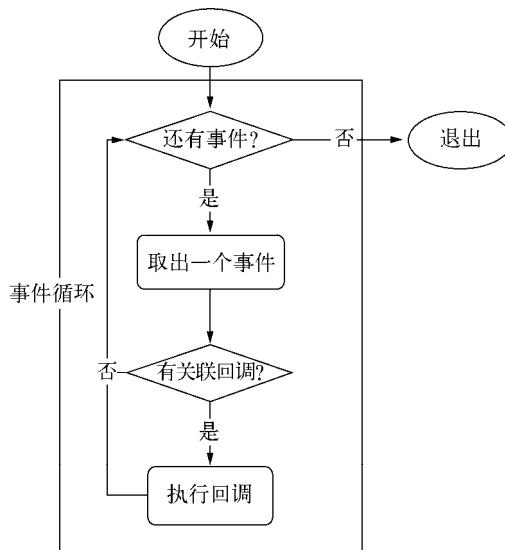 开始
还有事件?
否
退出
是
取出一个事件
事件循环
有关联回调?
否
是
执行回调